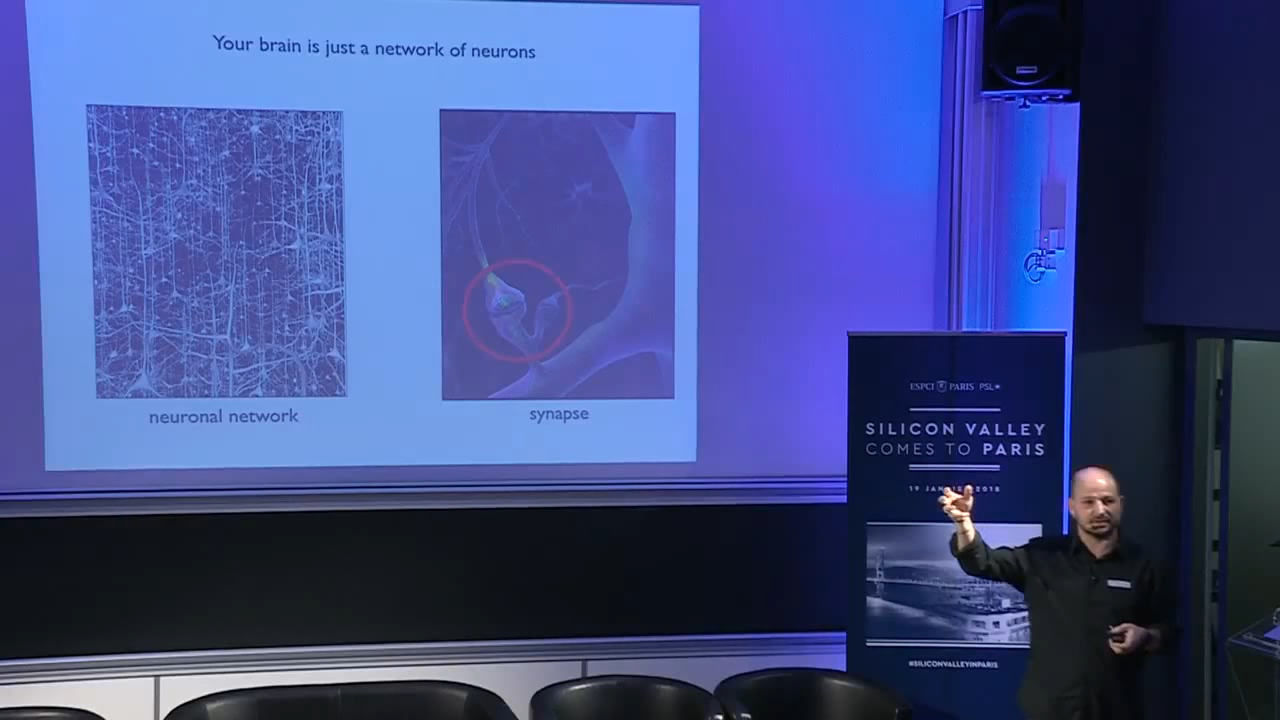 Your brain is just a network of neurons
neuronal network
synapse
ESPCI PARIS PSL
SILICON VALLEY
COMES TO PARIS
2018
#SILICONVALLEYINPARIS